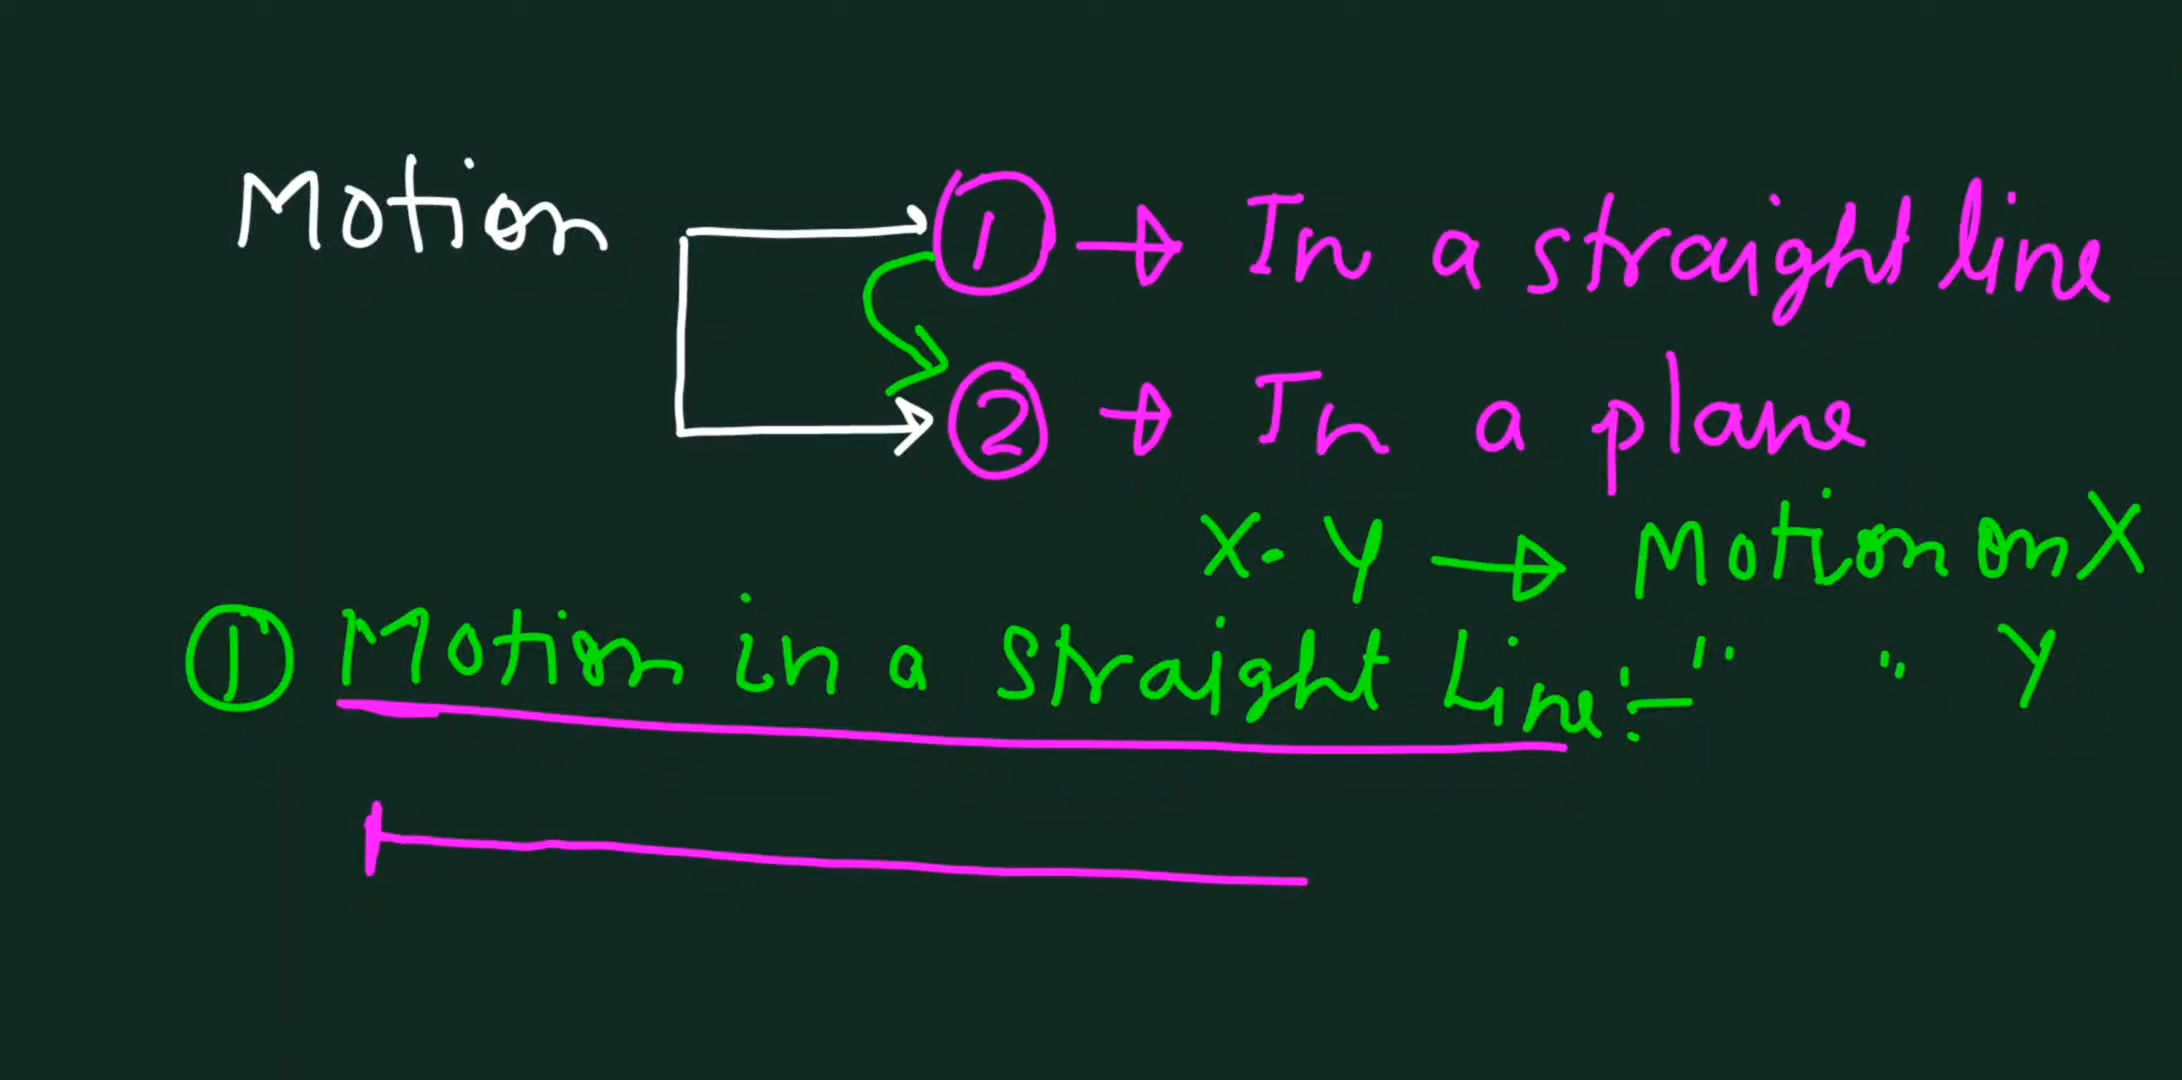 Motion ① → In a straight line
② → In a plane
X-Y → Motion on X
" " Y
① Motion in a straight Line:-